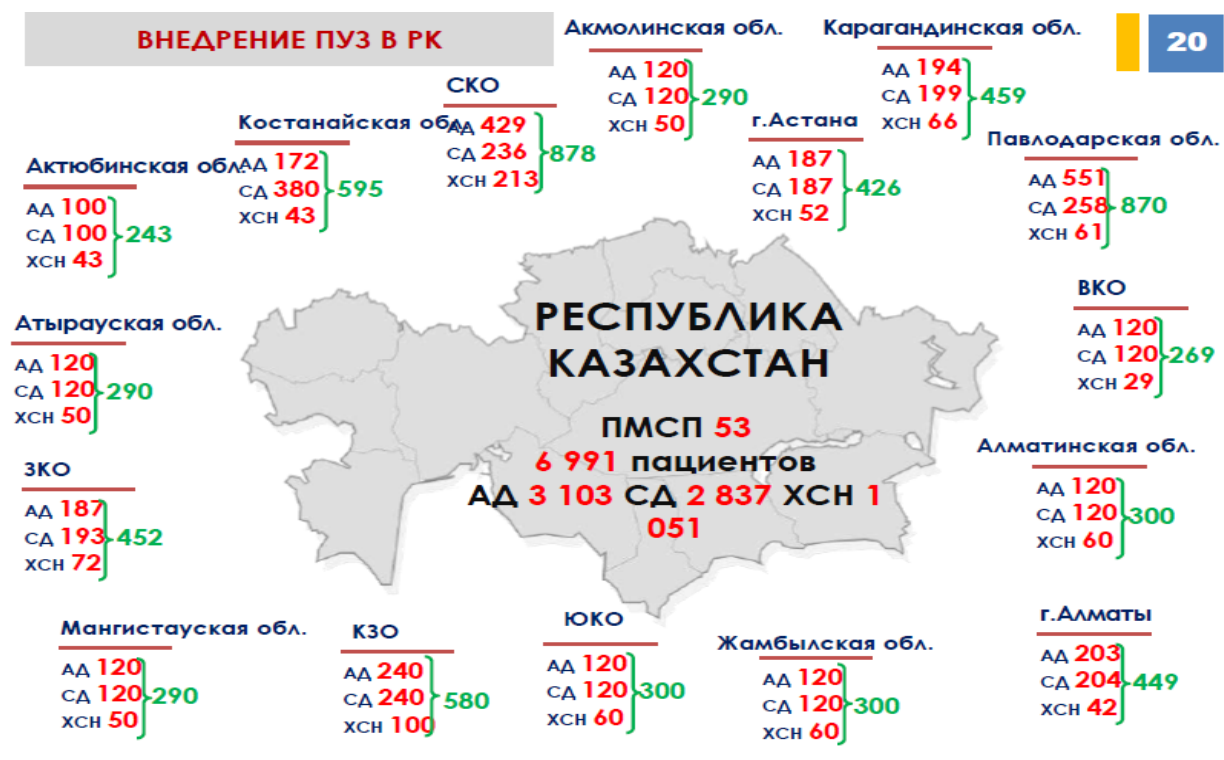 ВНЕДРЕНИЕ ПУЗ В РК
20
Акмолинская обл.
АД 120
СД 120
ХСН 50
290
Карагандинская обл.
АД 194
СД 199
ХСН 66
459
СКО
АД 429
СД 236
ХСН 213
878
Костанайская обл.
АД 172
СД 380
ХСН 43
595
г.Астана
АД 187
СД 187
ХСН 52
426
Павлодарская обл.
АД 551
СД 258
ХСН 61
870
Актюбинская обл.
АД 100
СД 100
ХСН 43
243
ВКО
АД 120
СД 120
ХСН 29
269
Атырауская обл.
АД 120
СД 120
ХСН 50
290
РЕСПУБЛИКА
КАЗАХСТАН
ПМСП 53
6 991 пациентов
АД 3 103 СД 2 837 ХСН 1
051
Алматинская обл.
АД 120
СД 120
ХСН 60
300
ЗКО
АД 187
СД 193
ХСН 72
452
Мангистауская обл.
АД 120
СД 120
ХСН 50
290
КЗО
АД 240
СД 240
ХСН 100
580
ЮКО
АД 120
СД 120
ХСН 60
300
Жамбылская обл.
АД 120
СД 120
ХСН 60
300
г.Алматы
АД 203
СД 204
ХСН 42
449